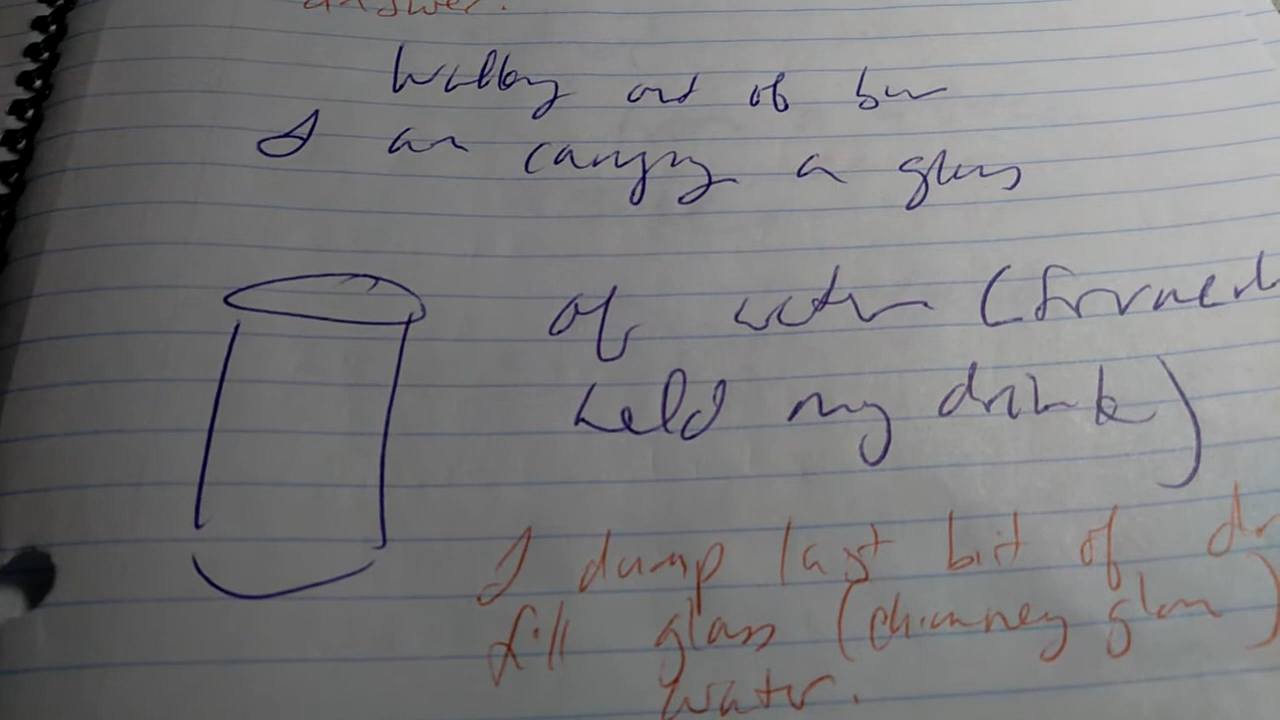 answer.
Walking out of bar
I am carrying a glass
of water (formerly
held my drink)
I dump last bit of
fill glass (chimney glass)
water.